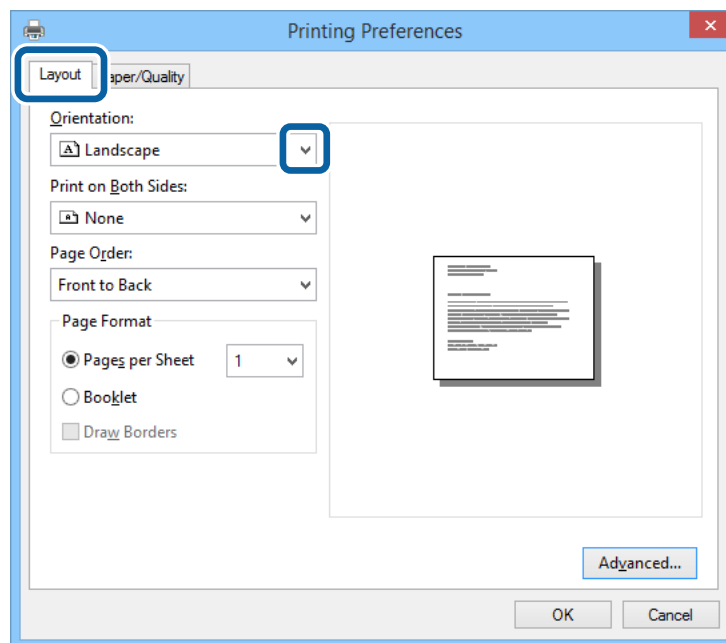 Printing Preferences
Layout
aper/Quality
Orientation:
Landscape
Print on Both Sides:
None
Page Order:
Front to Back
Page Format
Pages per Sheet 1
Booklet
Draw Borders
Advanced...
OK Cancel